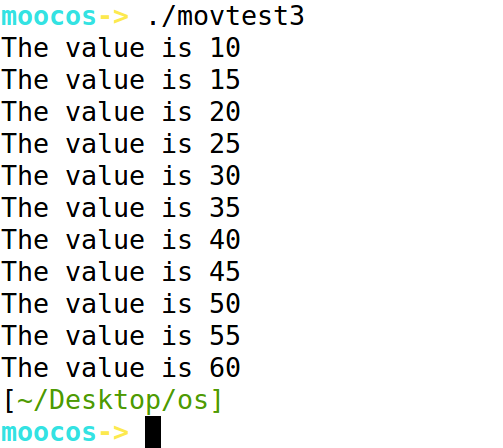 moocos-> ./movtest3
The value is 10
The value is 15
The value is 20
The value is 25
The value is 30
The value is 35
The value is 40
The value is 45
The value is 50
The value is 55
The value is 60
[~/Desktop/os]
moocos->